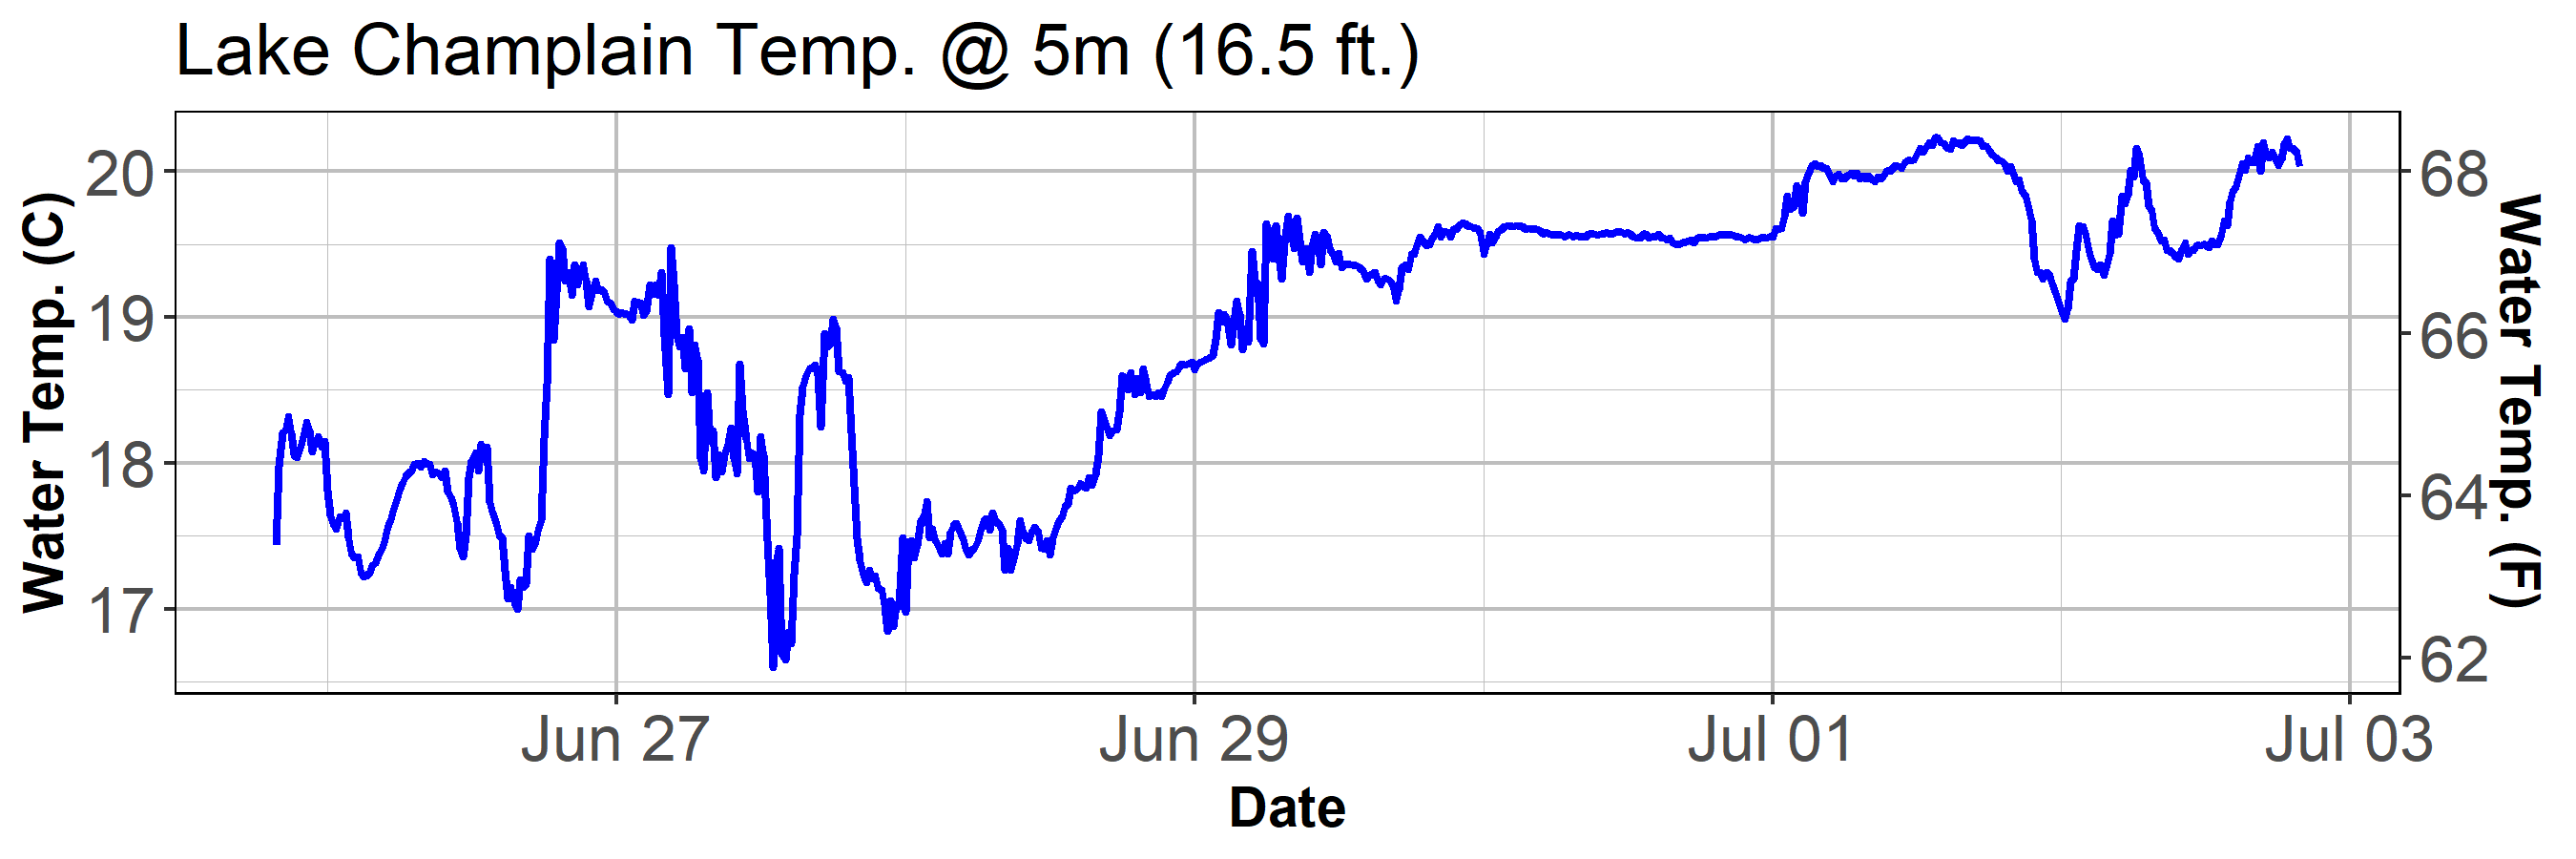 Lake Champlain Temp. @ 5m (16.5 ft.)
Water Temp. (C)
20
19
18
17
68
66
64
62
Water Temp. (F)
Jun 27
Jun 29
Jul 01
Jul 03
Date